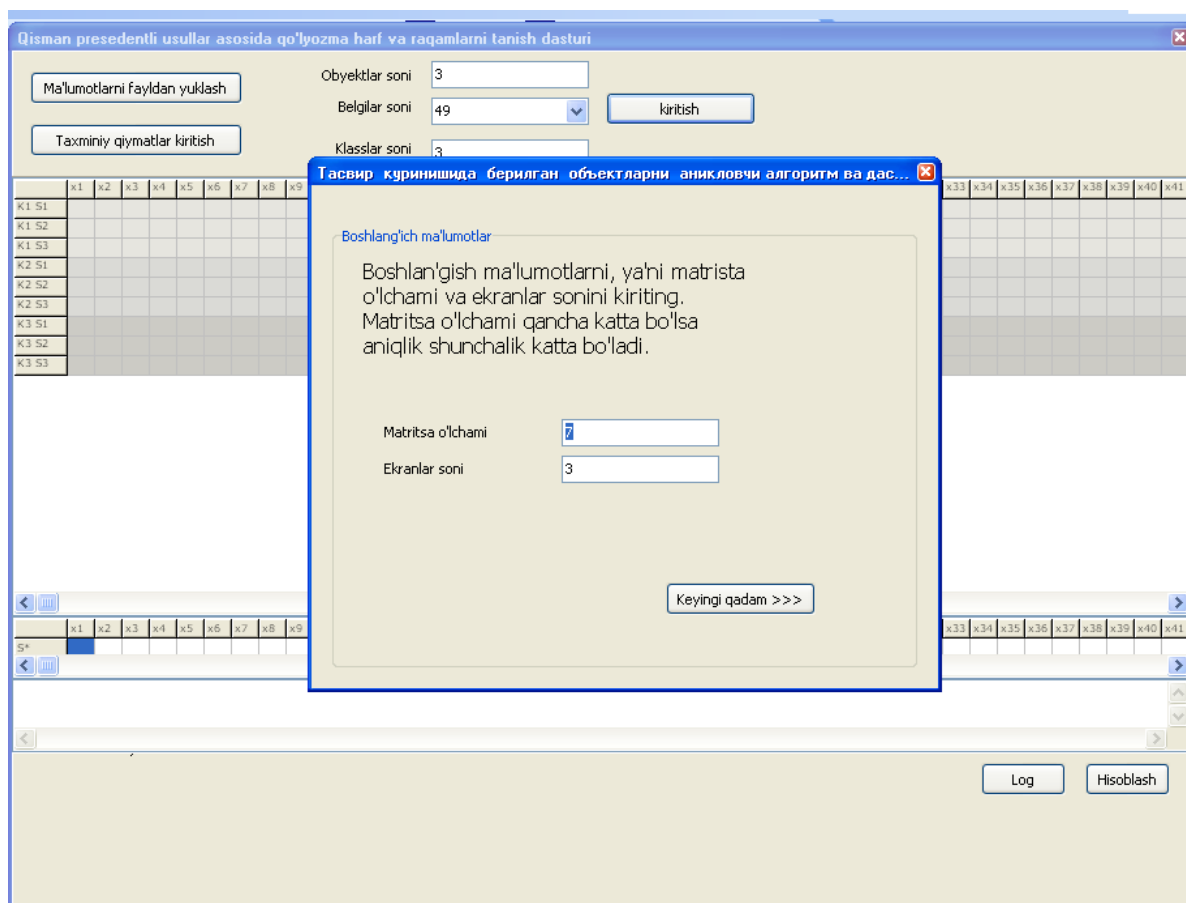 Qisman presedentli usullar asosida qo'lyozma harf va raqamlarni tanish dasturi
Ma'lumotlarni fayldan yuklash
Obyektlar soni 3
Belgilar soni 49
kiritish
Taxminiy qiymatlar kiritish
Klasslar soni 3
Тасвир куринишида берилган объектларни аникловчи алгоритм ва дас...
x1 x2 x3 x4 x5 x6 x7 x8 x9 x33 x34 x35 x36 x37 x38 x39 x40 x41
K1 S1
K1 S2
K1 S3
K2 S1
K2 S2
K2 S3
K3 S1
K3 S2
K3 S3
Boshlang'ich ma'lumotlar
Boshlan'gish ma'lumotlarni, ya'ni matrista
o'lchami va ekranlar sonini kiriting.
Matritsa o'lchami qancha katta bo'lsa
aniqlik shunchalik katta bo'ladi.
Matritsa o'lchami 7
Ekranlar soni 3
Keyingi qadam >>>
x1 x2 x3 x4 x5 x6 x7 x8 x9 x33 x34 x35 x36 x37 x38 x39 x40 x41
S*
Log
Hisoblash